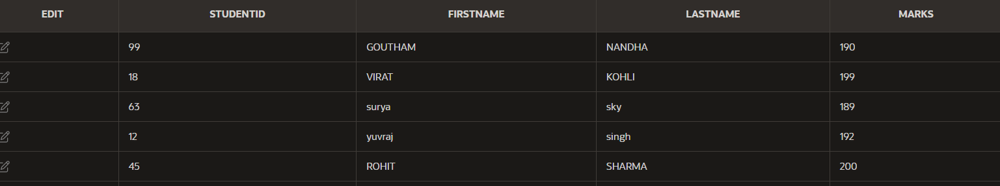 EDIT STUDENTID FIRSTNAME LASTNAME MARKS
99 GOUTHAM NANDHA 190
18 VIRAT KOHLI 199
63 surya sky 189
12 yuvraj singh 192
45 ROHIT SHARMA 200